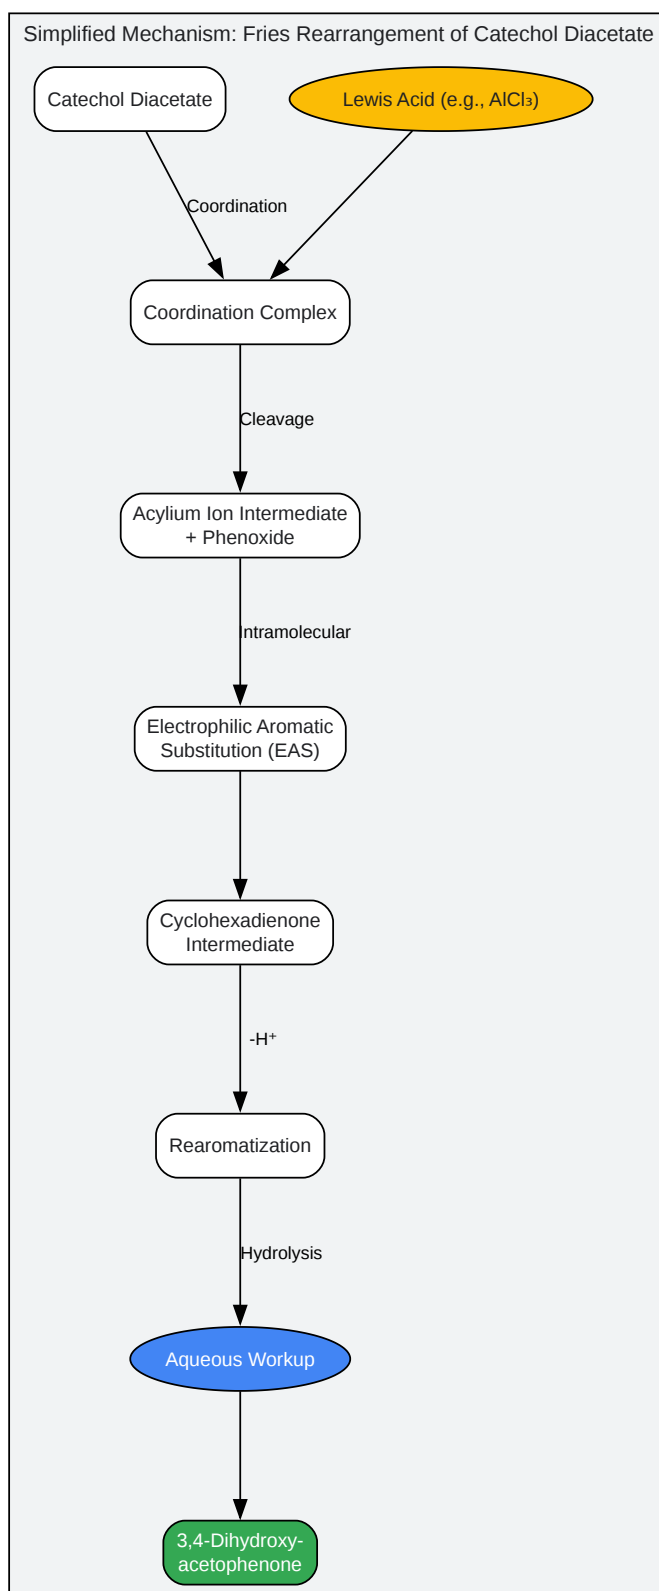 Simplified Mechanism: Fries Rearrangement of Catechol Diacetate
Catechol Diacetate
Lewis Acid (e.g., AlCl₃)
Coordination
Coordination Complex
Cleavage
Acylium Ion Intermediate
+ Phenoxide
Intramolecular
Electrophilic Aromatic
Substitution (EAS)
Cyclohexadienone
Intermediate
-H⁺
Rearomatization
Hydrolysis
Aqueous Workup
3,4-Dihydroxy-
acetophenone